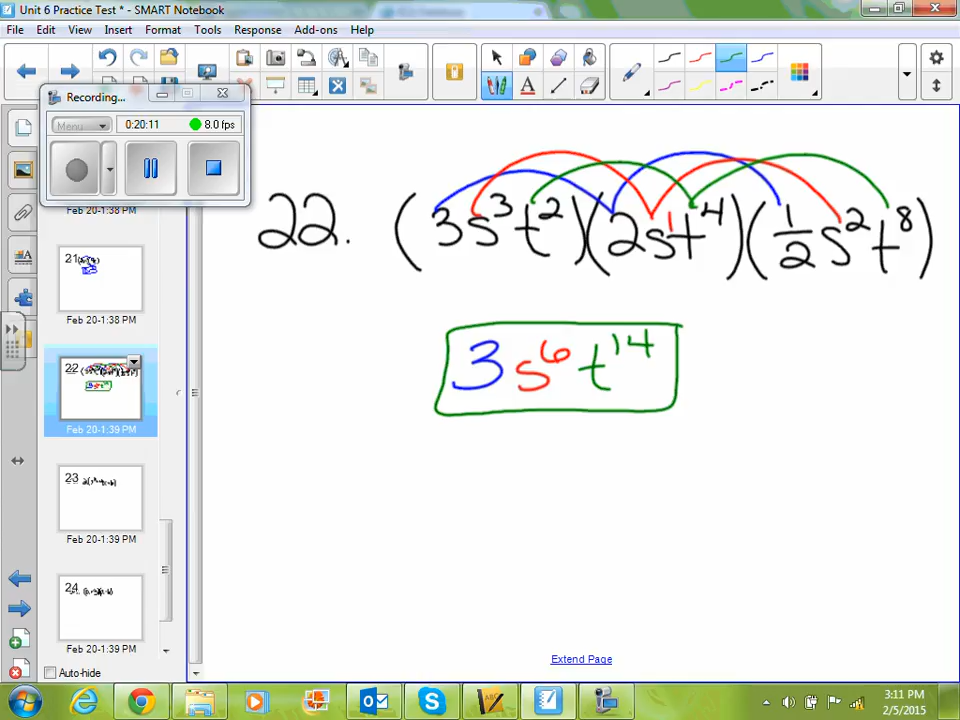 Unit 6 Practice Test * - SMART Notebook
File Edit View Insert Format Tools Response Add-ons Help
Recording...
Menu 0:20:11 8.0 fps
22. (3s³t²)(2s¹t⁴)(½s²t⁸)
3s⁶t¹⁴
Feb 20-1:38 PM
21
Feb 20-1:38 PM
22
Feb 20-1:39 PM
23
Feb 20-1:39 PM
24
Feb 20-1:39 PM
Extend Page
Auto-hide
3:11 PM
2/5/2015